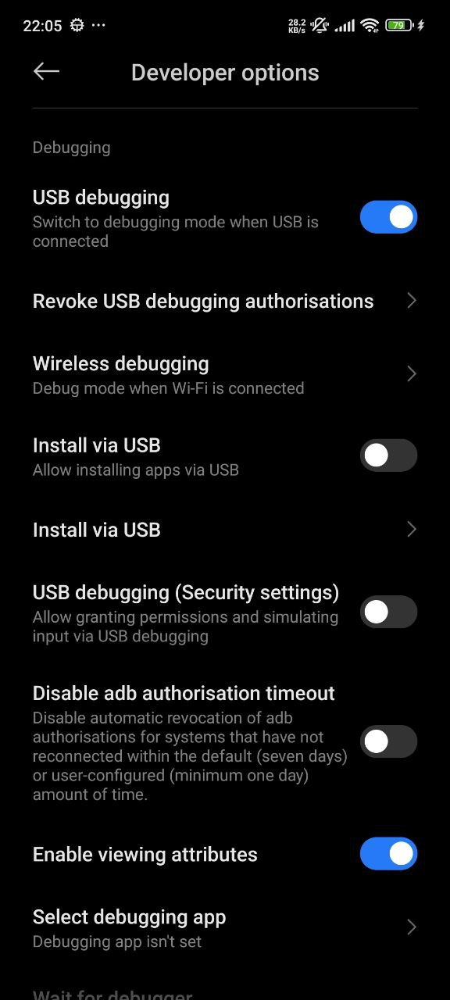 22:05 ...
28.2
KB/s
79
Developer options
Debugging
USB debugging
Switch to debugging mode when USB is
connected
Revoke USB debugging authorisations
Wireless debugging
Debug mode when Wi-Fi is connected
Install via USB
Allow installing apps via USB
Install via USB
USB debugging (Security settings)
Allow granting permissions and simulating
input via USB debugging
Disable adb authorisation timeout
Disable automatic revocation of adb
authorisations for systems that have not
reconnected within the default (seven days)
or user-configured (minimum one day)
amount of time.
Enable viewing attributes
Select debugging app
Debugging app isn't set
Wait for debugger